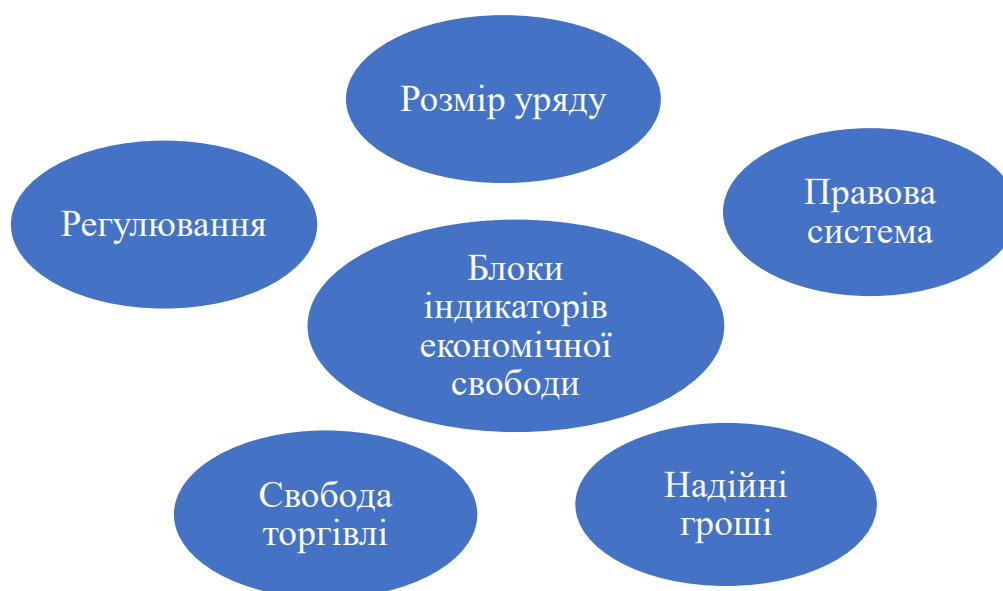 Розмір уряду
Правова
система
Регулювання
Блоки
індикаторів
економічної
свободи
Надійні
гроші
Свобода
торгівлі